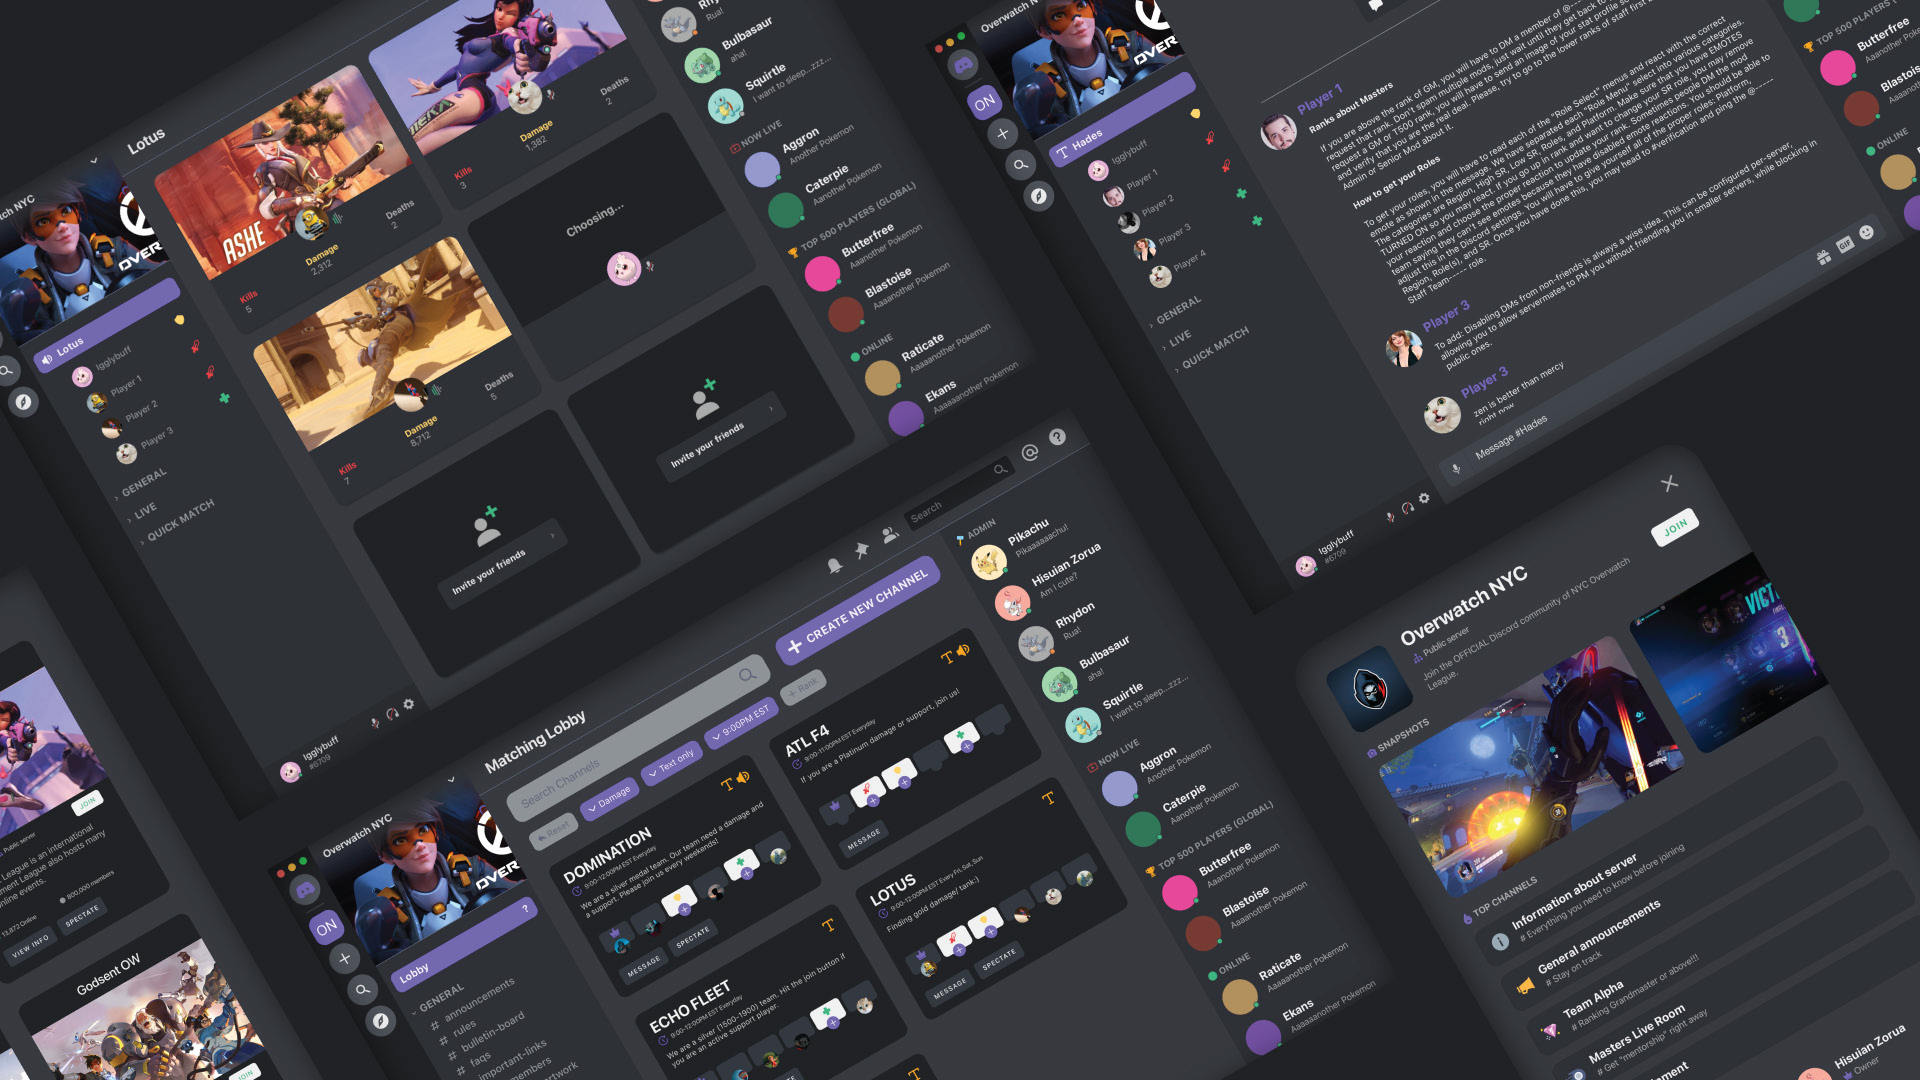 Lotus
tch NYC
OVER
Lotus
Igglybuff
Player 1
Player 2
Player 3
GENERAL
LIVE
QUICK MATCH
Igglybuff
#6709
ASHE
Kills
5
Damage
2,312
Deaths
2
Kills
3
Damage
1,382
Deaths
2
Kills
7
Damage
8,712
Deaths
5
Choosing...
Invite your friends
Invite your friends
Rua!
Bulbasaur
aha!
Squirtle
I want to sleep...zzz...
NOW LIVE
Aggron
Another Pokemon
Caterpie
Aanother Pokemon
TOP 500 PLAYERS (GLOBAL)
Butterfree
Aaanother Pokemon
Blastoise
Aaaanother Pokemon
ONLINE
Raticate
Aaaanother Pokemon
Ekans
Aaaaanother Pokemon
Overwatch N
OVER
ON
Hades
Igglybuff
Player 1
Player 2
Player 3
Player 4
GENERAL
LIVE
QUICK MATCH
Igglybuff
#6709
Player 1
Ranks about Masters
If you are above the rank of GM, you will have to DM a member of @----
request that rank. Don't spam multiple mods, just wait until they get back to
request a GM or T500 rank, you will have to send an image of your stat profile
and verify that you are the real deal. Please, try to go to the lower ranks of staff first
Admin or Senior Mod about it.
How to get your Roles
To get your roles, you will have to read each of the "Role Select" menus and react with the correct
emote as shown in the message. We have separated each "Role Menu" select into various categories.
The categories are Region, High SR, Low SR, Roles, and Platform. Make sure that you have EMOTES
TURNED ON so you may react. If you go up in rank and want to change your SR role, you may remove
your reaction and choose the proper reaction to update your rank. Sometimes people DM the mod
team saying they can't see emotes because they have disabled emote reactions. You should be able to
adjust this in the Discord settings. You will have to give yourself all of the proper roles: Platform,
Region, Role(s), and SR. Once you have done this, you may head to #verification and ping the @-----
Staff Team------ role.
Player 3
To add: Disabling DMs from non-friends is always a wise idea. This can be configured per-server,
allowing you to allow servermates to PM you without friending you in smaller servers, while blocking in
public ones.
Player 3
zen is better than mercy
right now
Message #Hades
GIF
TOP 500 PLAYERS
Butterfree
Aaanother
Blastoise
Aaaanother
ONLINE
Overwatch NYC
OVER
ON
Lobby
?
GENERAL
# announcements
# rules
# bulletin-board
# faqs
# important-links
members
artwork
Matching Lobby
Search
@
?
Search Channels
CREATE NEW CHANNEL
Reset
Damage
Text only
9:00PM EST
+ Rank
DOMINATION
9:00-12:00PM EST Everyday
We are a silver medal team. Our team need a damage and
a support. Please join us every weekends!
MESSAGE
SPECTATE
ATL F4
9:00-11:00PM EST Everyday
If you are a Platinum damage or support, join us!
MESSAGE
ECHO FLEET
9:00-12:00PM EST Everyday
We are a silver (1500-1900) team. Hit the join button if
you are an active support player.
SPECTATE
LOTUS
9:00-12:00PM EST Every Fri, Sat, Sun
Finding gold damage/ tank:)
MESSAGE
SPECTATE
ADMIN
Pikachu
Pikaaaaaachu!
Hisuian Zorua
Am I cute?
Rhydon
Rua!
Bulbasaur
aha!
Squirtle
I want to sleep...zzz...
NOW LIVE
Aggron
Another Pokemon
Caterpie
Aanother Pokemon
TOP 500 PLAYERS (GLOBAL)
Butterfree
Aaanother Pokemon
Blastoise
Aaaanother Pokemon
ONLINE
Raticate
Aaaanother Pokemon
Ekans
Aaaaanother Pokemon
JOIN
Public server
League is an international
ment League also hosts many
online events.
13,872 Online
800,000 members
VIEW INFO
SPECTATE
Godsent OW
JOIN
JOIN
Overwatch NYC
Public server
Join the OFFICIAL Discord community of NYC Overwatch
League.
SNAPSHOTS
VICT
3
TOP CHANNELS
Information about server
# Everything you need to know before joining
General announcements
# Stay on track
Team Alpha
# Ranking Grandmaster or above!!!
Masters Live Room
# Get "mentorship" right away
Hisuian Zorua
Owner